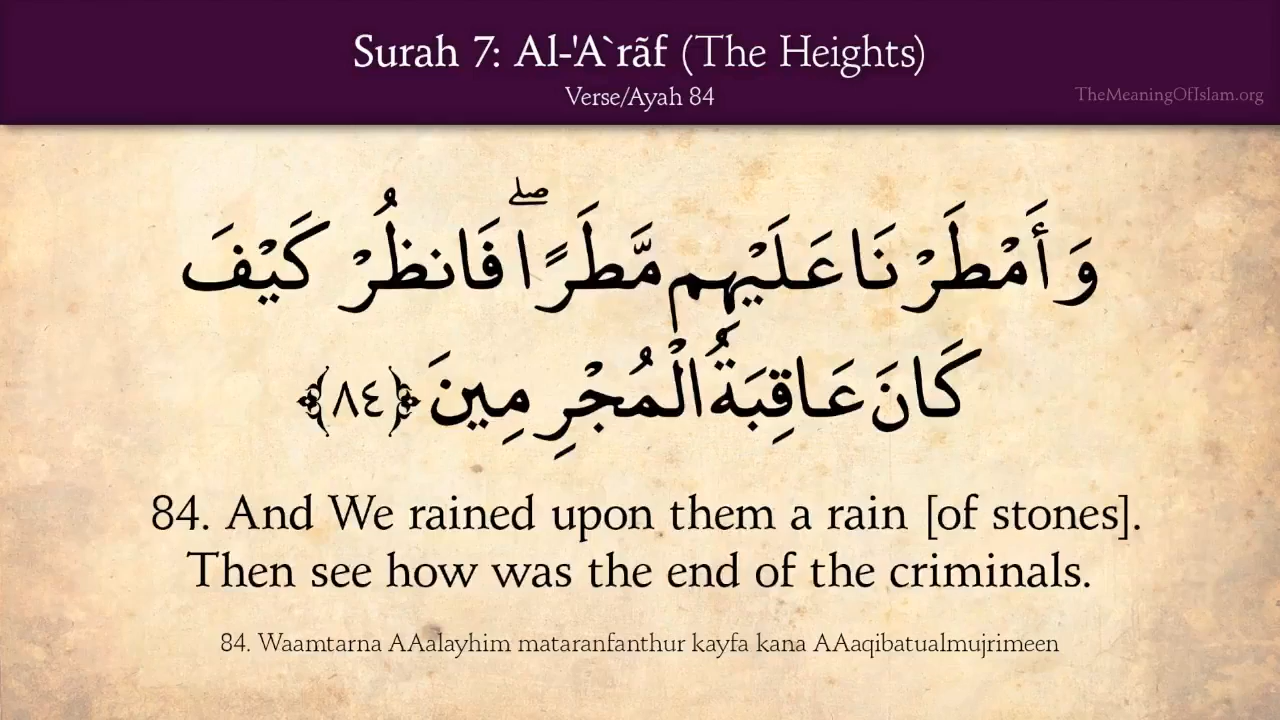 Surah 7: Al-'A`rãf (The Heights)
Verse/Ayah 84
TheMeaningOfIslam.org
وَأَمْطَرْنَا عَلَيْهِم مَّطَرًا ۖ فَانظُرْ كَيْفَ
كَانَ عَاقِبَةُ الْمُجْرِمِينَ ﴿٨٤﴾
84. And We rained upon them a rain [of stones].
Then see how was the end of the criminals.
84. Waamtarna AAalayhim mataranfanthur kayfa kana AAaqibatualmujrimeen